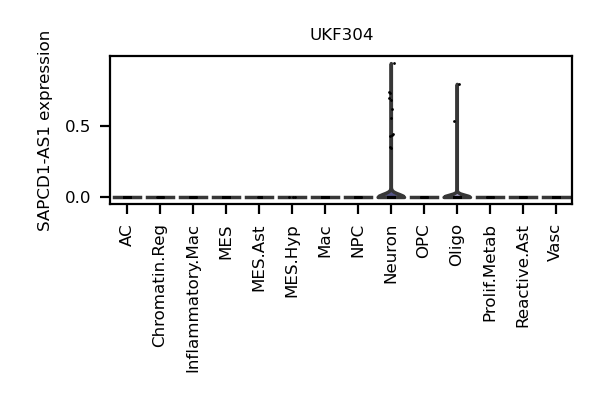 UKF304
SAPCD1-AS1 expression
0.5
0.0
AC
Chromatin.Reg
Inflammatory.Mac
MES
MES.Ast
MES.Hyp
Mac
NPC
Neuron
OPC
Oligo
Prolif.Metab
Reactive.Ast
Vasc